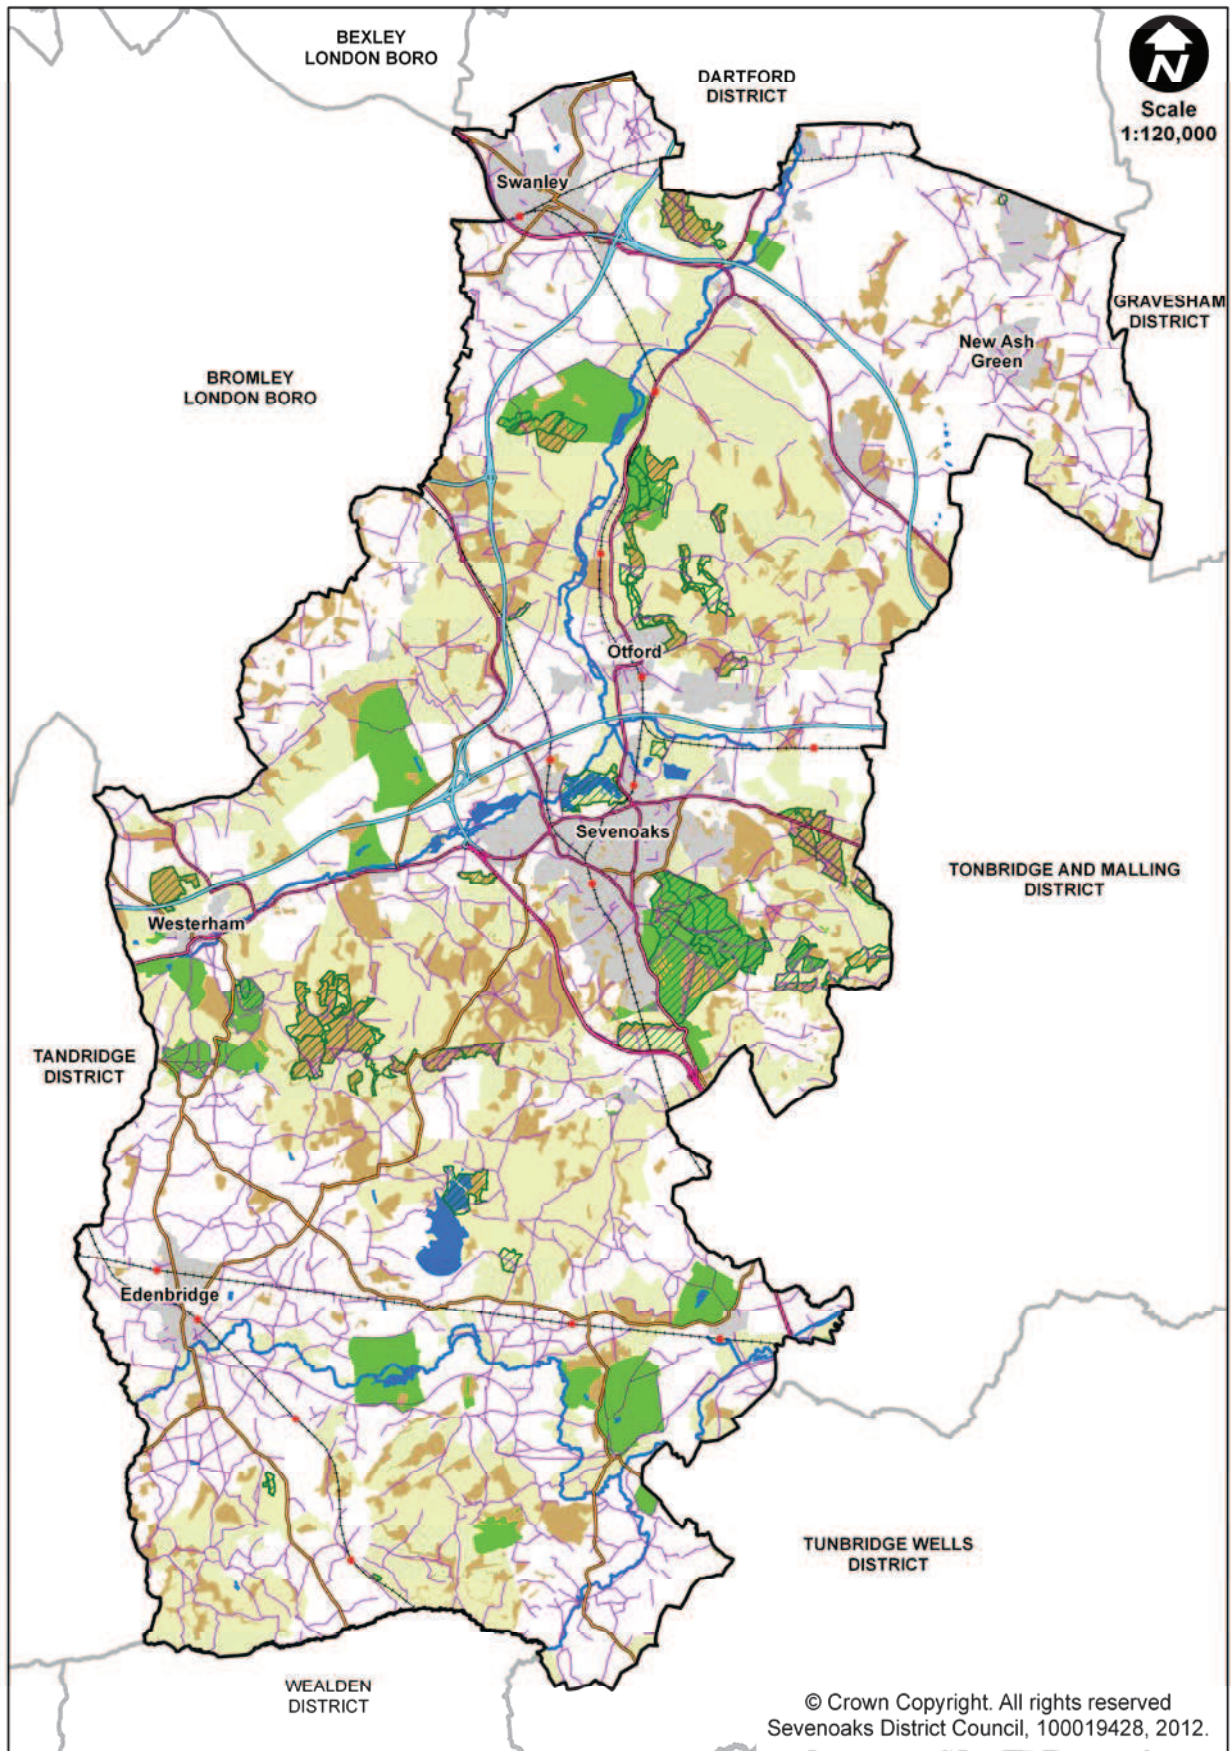 BEXLEY
LONDON BORO
DARTFORD
DISTRICT
N
Scale
1:120,000
Swanley
GRAVESHAM
DISTRICT
New Ash
Green
BROMLEY
LONDON BORO
Otford
Sevenoaks
TONBRIDGE AND MALLING
DISTRICT
Westerham
TANDRIDGE
DISTRICT
Edenbridge
TUNBRIDGE WELLS
DISTRICT
WEALDEN
DISTRICT
© Crown Copyright. All rights reserved
Sevenoaks District Council, 100019428, 2012.